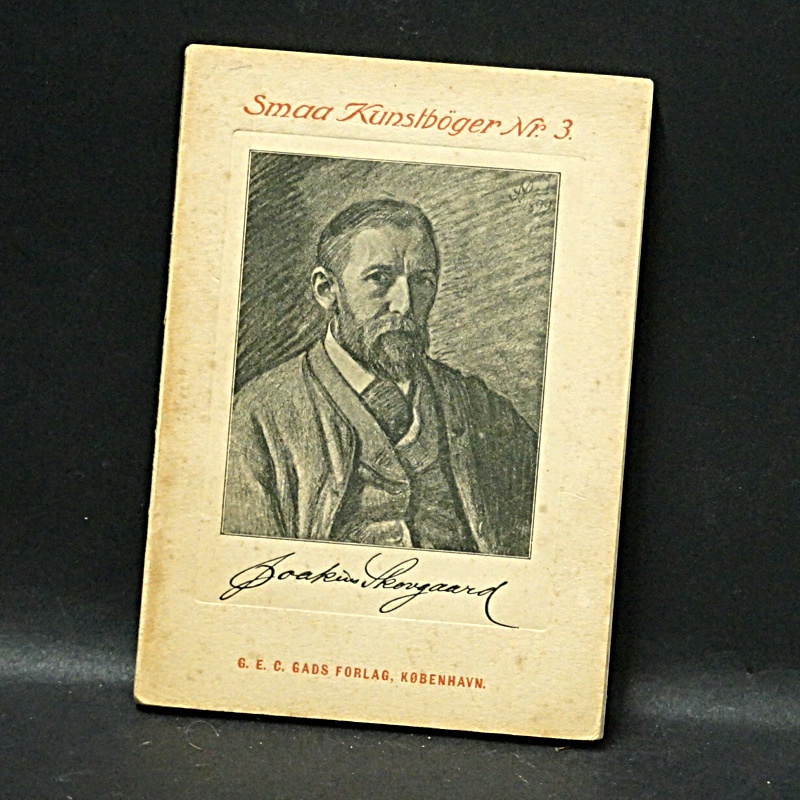 Smaa Kunstböger Nr. 3.
Joakim Skovgaard
G. E. C. GADS FORLAG, KØBENHAVN.